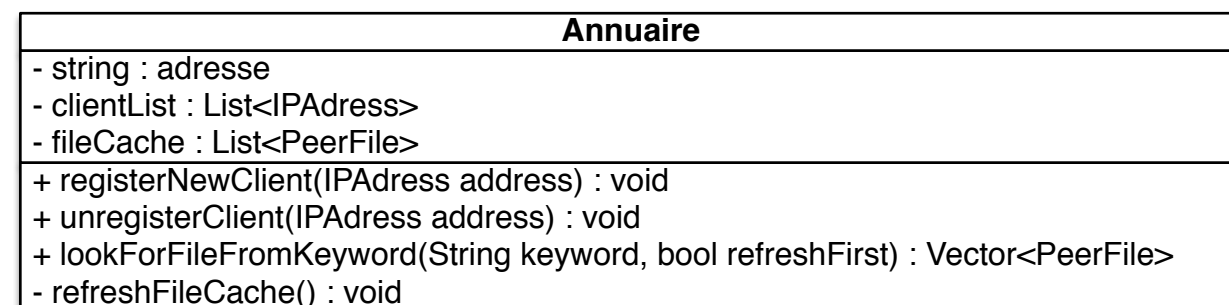 Annuaire
- string : adresse
- clientList : List<IPAdress>
- fileCache : List<PeerFile>
+ registerNewClient(IPAdress address) : void
+ unregisterClient(IPAdress address) : void
+ lookForFileFromKeyword(String keyword, bool refreshFirst) : Vector<PeerFile>
- refreshFileCache() : void